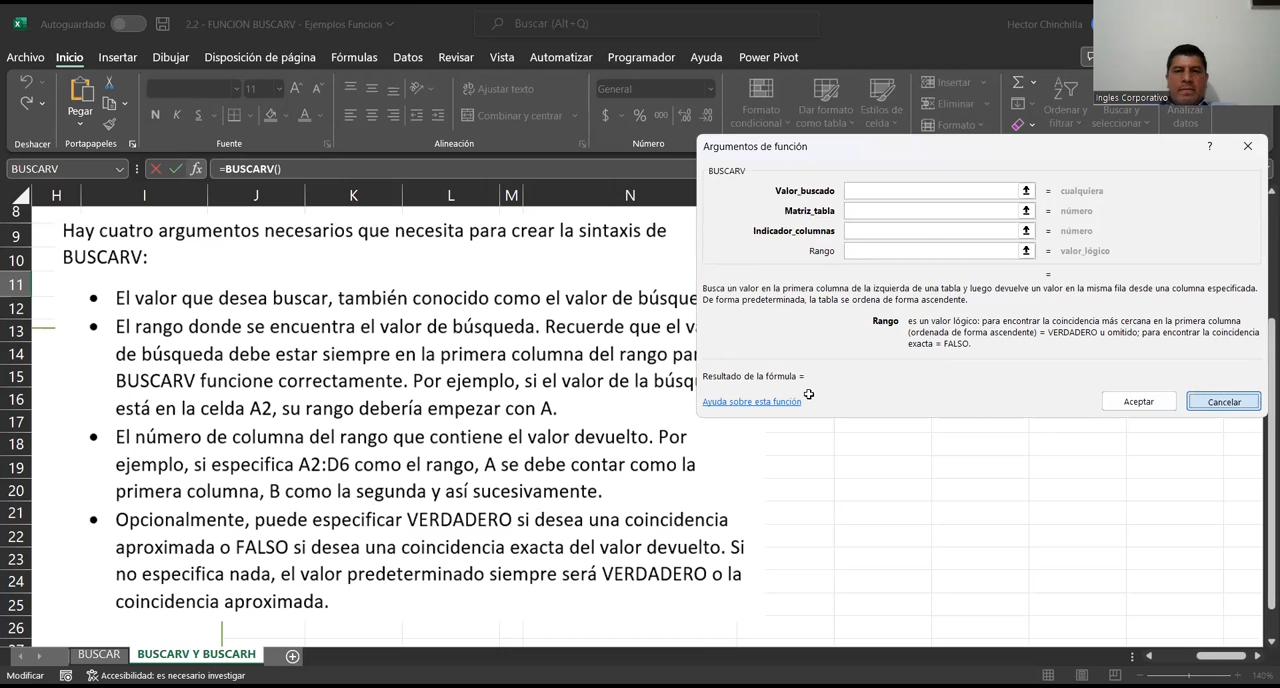 Autoguardado
2.2 - FUNCION BUSCARV - Ejemplos Funcion
Buscar (Alt+Q)
Hector Chinchilla
Archivo Inicio Insertar Dibujar Disposición de página Fórmulas Datos Revisar Vista Automatizar Programador Ayuda Power Pivot
Pegar
N K S
11
Ajustar texto
Combinar y centrar
General
$ % 000
Formato condicional
Dar formato como tabla
Estilos de celda
Insertar
Eliminar
Formato
Ordenar y filtrar
Buscar y seleccionar
Analizar datos
Ingles Corporativo
Deshacer Portapapeles Fuente Alineación Número
BUSCARV
fx
=BUSCARV()
H I J K L M N
8
9
10
11
12
13
14
15
16
17
18
19
20
21
22
23
24
25
26
Hay cuatro argumentos necesarios que necesita para crear la sintaxis de
BUSCARV:
• El valor que desea buscar, también conocido como el valor de búsqu
• El rango donde se encuentra el valor de búsqueda. Recuerde que el v
de búsqueda debe estar siempre en la primera columna del rango par
BUSCARV funcione correctamente. Por ejemplo, si el valor de la búsq
está en la celda A2, su rango debería empezar con A.
• El número de columna del rango que contiene el valor devuelto. Por
ejemplo, si especifica A2:D6 como el rango, A se debe contar como la
primera columna, B como la segunda y así sucesivamente.
• Opcionalmente, puede especificar VERDADERO si desea una coincidencia
aproximada o FALSO si desea una coincidencia exacta del valor devuelto. Si
no especifica nada, el valor predeterminado siempre será VERDADERO o la
coincidencia aproximada.
Argumentos de función
? ×
BUSCARV
Valor_buscado = cualquiera
Matriz_tabla = número
Indicador_columnas = número
Rango = valor_lógico
=
Busca un valor en la primera columna de la izquierda de una tabla y luego devuelve un valor en la misma fila desde una columna especificada.
De forma predeterminada, la tabla se ordena de forma ascendente.
Rango es un valor lógico: para encontrar la coincidencia más cercana en la primera columna
(ordenada de forma ascendente) = VERDADERO u omitido; para encontrar la coincidencia
exacta = FALSO.
Resultado de la fórmula =
Ayuda sobre esta función
Aceptar
Cancelar
BUSCAR
BUSCARV Y BUSCARH
Modificar
Accesibilidad: es necesario investigar
140%